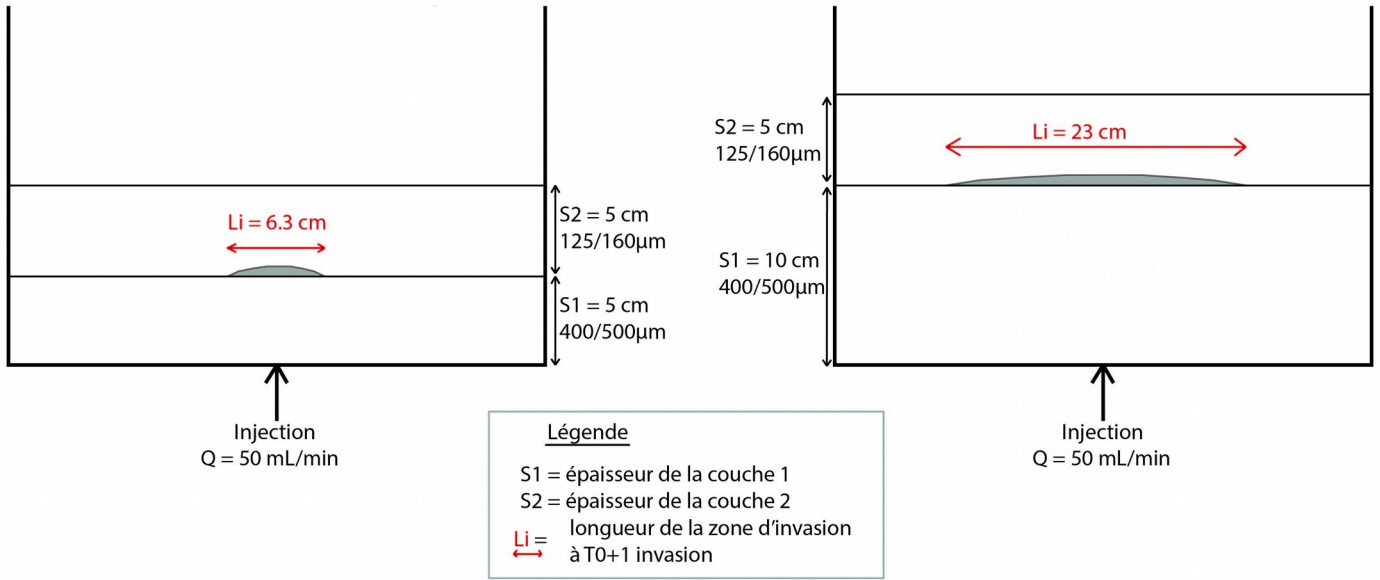 Li = 6.3 cm
S2 = 5 cm
125/160µm
S1 = 5 cm
400/500µm
Injection
Q = 50 mL/min
S2 = 5 cm
125/160µm
Li = 23 cm
S1 = 10 cm
400/500µm
Injection
Q = 50 mL/min
Légende
S1 = épaisseur de la couche 1
S2 = épaisseur de la couche 2
Li = longueur de la zone d'invasion
à T0+1 invasion